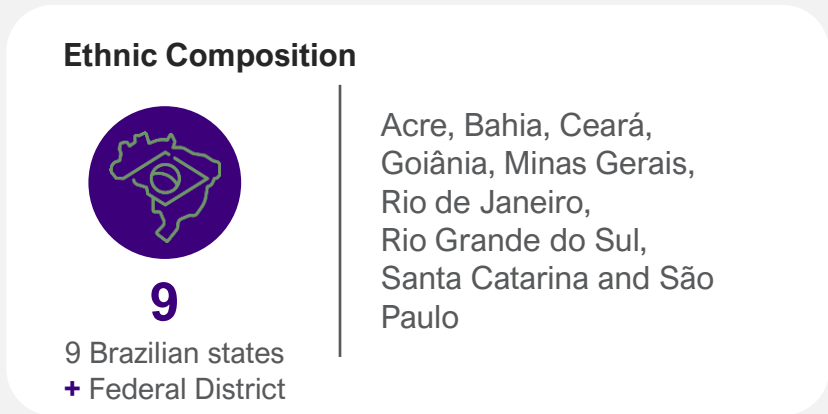 Ethnic Composition
9
9 Brazilian states
+ Federal District
Acre, Bahia, Ceará,
Goiânia, Minas Gerais,
Rio de Janeiro,
Rio Grande do Sul,
Santa Catarina and São
Paulo